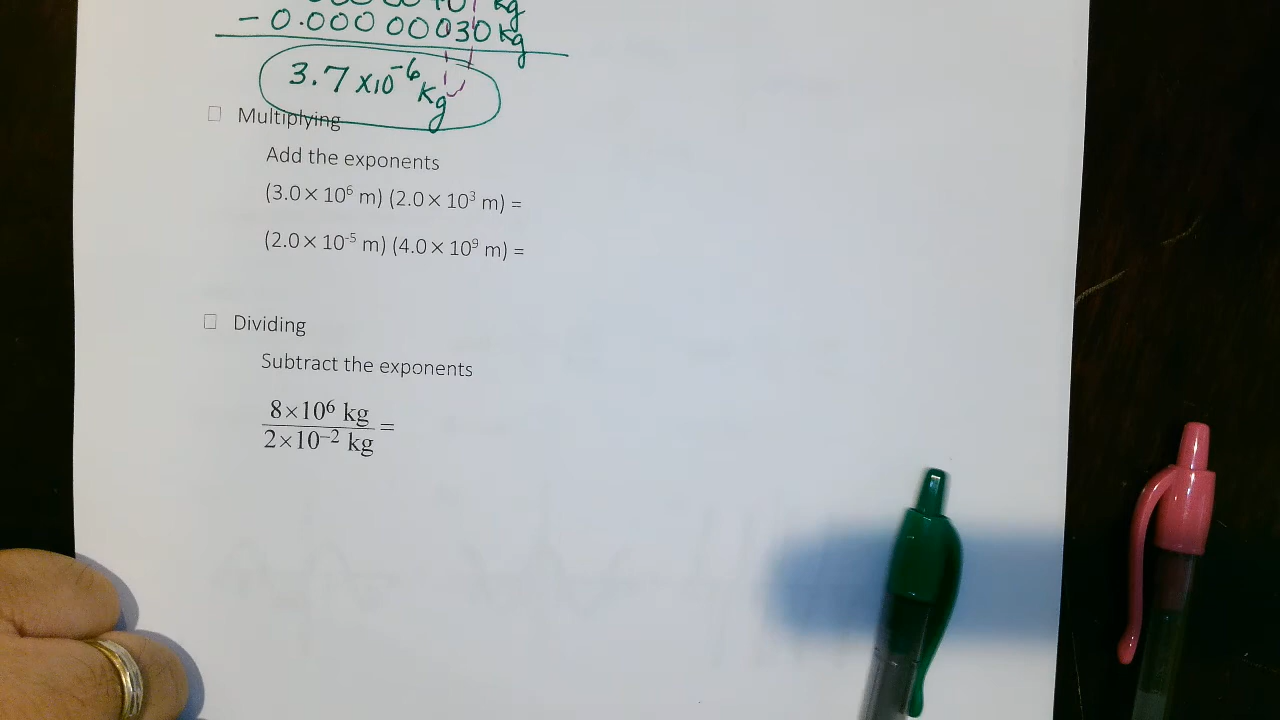 − 0.000 00030 kg
3.7 ×10⁻⁶ kg
☐ Multiplying
Add the exponents
(3.0 × 10⁶ m) (2.0 × 10³ m) =
(2.0 × 10⁻⁵ m) (4.0 × 10⁹ m) =
☐ Dividing
Subtract the exponents
8×10⁶ kg
2×10⁻² kg =